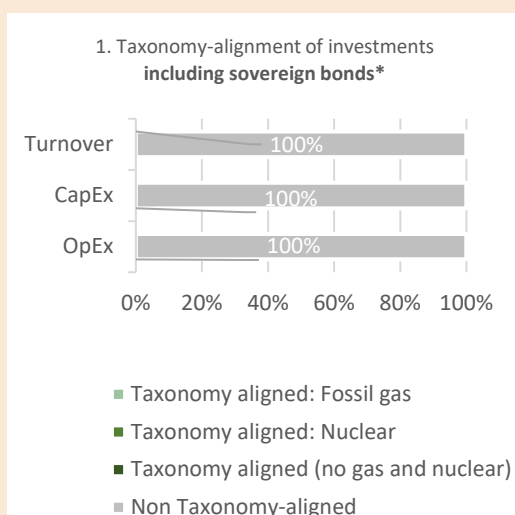 1. Taxonomy-alignment of investments
including sovereign bonds*
Turnover 100%
CapEx 100%
OpEx 100%
0% 20% 40% 60% 80% 100%
Taxonomy aligned: Fossil gas
Taxonomy aligned: Nuclear
Taxonomy aligned (no gas and nuclear)
Non Taxonomy-aligned